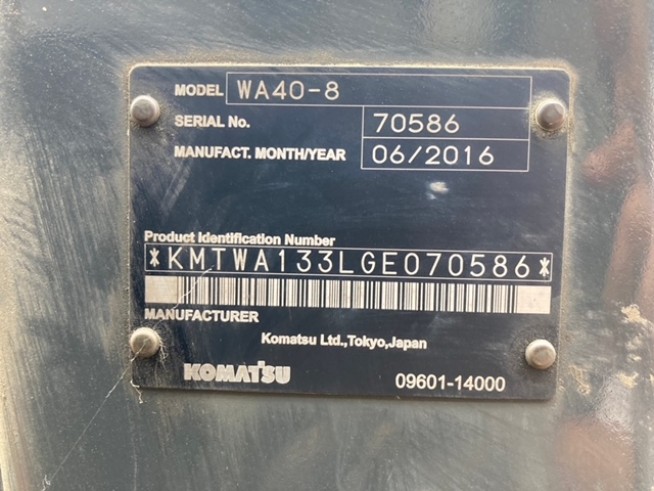 MODEL WA40-8
SERIAL No. 70586
MANUFACT. MONTH/YEAR 06/2016
Product Identification Number
*KMTWA133LGE070586*
MANUFACTURER
Komatsu Ltd.,Tokyo,Japan
KOMATSU 09601-14000